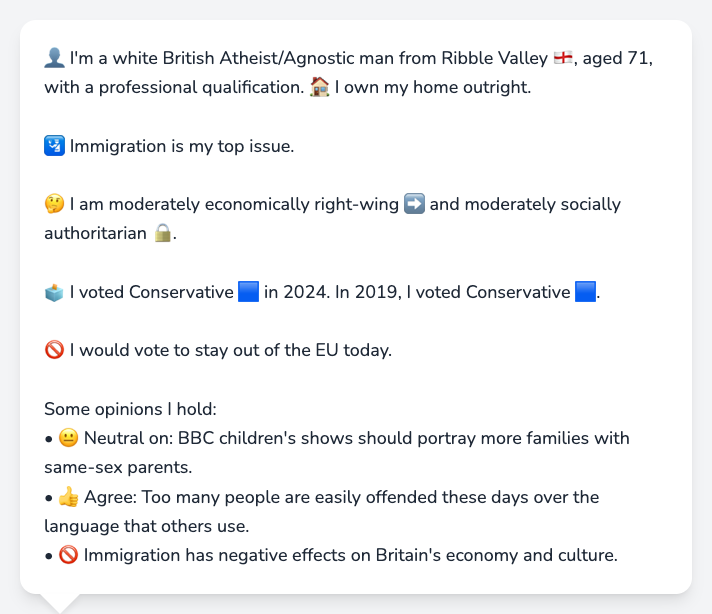 👤 I'm a white British Atheist/Agnostic man from Ribble Valley 🏴󠁧󠁢󠁥󠁮󠁧󠁿, aged 71,
with a professional qualification. 🏠 I own my home outright.
🛂 Immigration is my top issue.
🤔 I am moderately economically right-wing ➡️ and moderately socially
authoritarian 🔒.
🗳️ I voted Conservative 🟦 in 2024. In 2019, I voted Conservative 🟦.
🚫 I would vote to stay out of the EU today.
Some opinions I hold:
• 😐 Neutral on: BBC children's shows should portray more families with
same-sex parents.
• 👍 Agree: Too many people are easily offended these days over the
language that others use.
• 🚫 Immigration has negative effects on Britain's economy and culture.